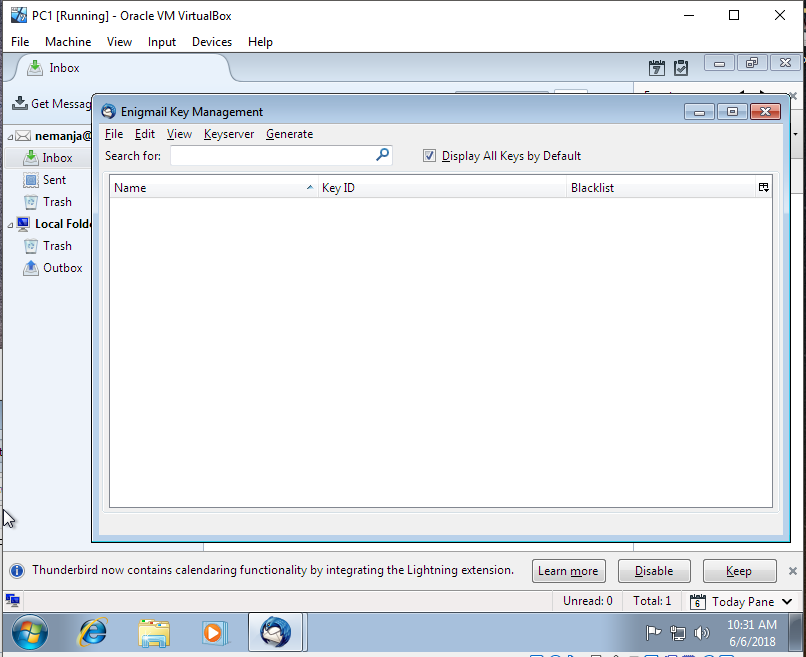 PC1 [Running] - Oracle VM VirtualBox
File Machine View Input Devices Help
Inbox
7
Get Messag
Enigmail Key Management
nemanja@
File Edit View Keyserver Generate
Inbox
Search for:
Display All Keys by Default
Sent
Name Key ID Blacklist
Trash
Local Folde
Trash
Outbox
Thunderbird now contains calendaring functionality by integrating the Lightning extension. Learn more Disable Keep
Unread: 0 Total: 1 6 Today Pane
10:31 AM
6/6/2018